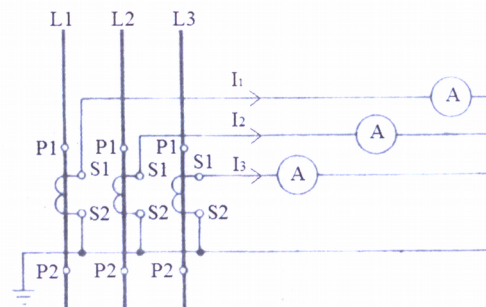 L1 L2 L3
I1
A
I2
A
P1 P1 P1
S1 S1 S1
I3
A
S2 S2 S2
P2 P2 P2